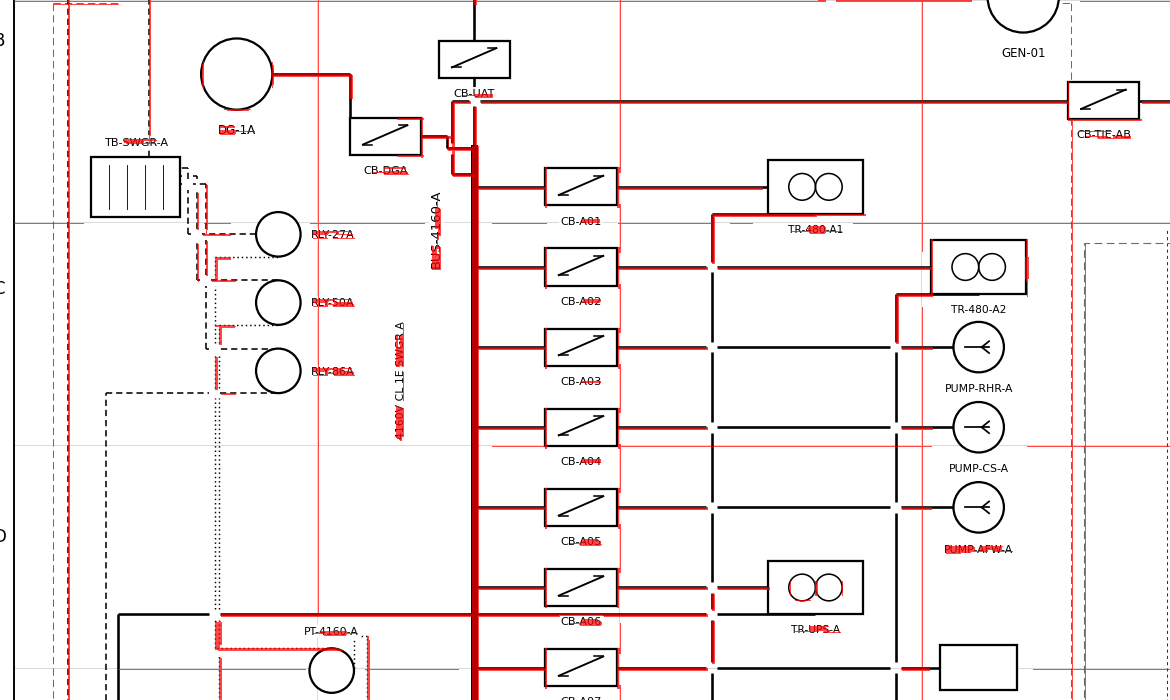 B
GEN-01
CB-UAT
DG-1A
TB-SWGR-A
CB-DGA
CB-TIE-AB
BUS-4160-A
CB-A01
TR-480-A1
RLY-27A
C
CB-A02
TR-480-A2
RLY-50A
4160V CL 1E SWGR A
CB-A03
RLY-86A
PUMP-RHR-A
CB-A04
PUMP-CS-A
D
CB-A05
PUMP-AFW-A
CB-A06
PT-4160-A
TR-UPS-A
CB-A07